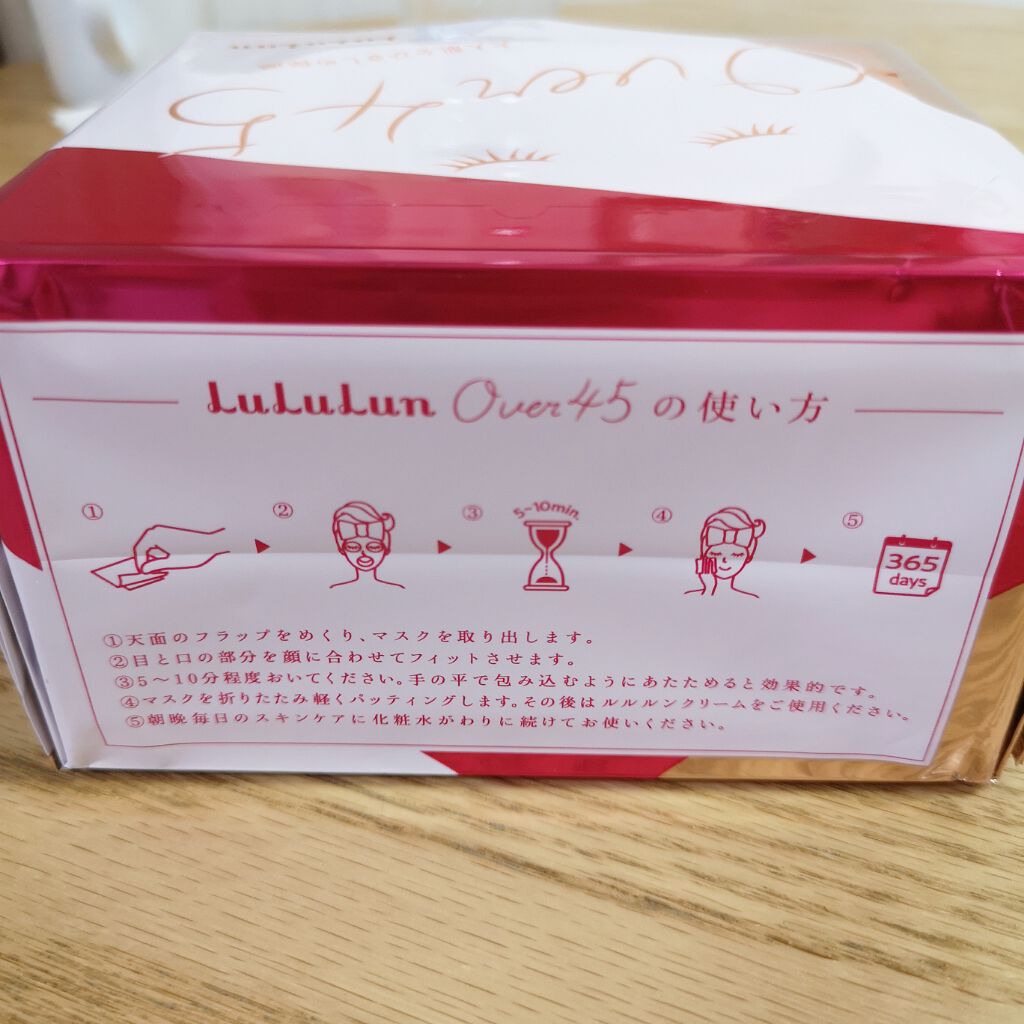 Over 45
LuLuLun Over45 の使い方
① ② ③ 5~10min. ④ ⑤ 365 days
①天面のフラップをめくり、マスクを取り出します。
②目と口の部分を顔に合わせてフィットさせます。
③5～10分程度おいてください。手の平で包み込むようにあたためると効果的です。
④マスクを折りたたみ軽くパッティングします。その後はルルルンクリームをご使用ください。
⑤朝晩毎日のスキンケアに化粧水がわりに続けてお使いください。